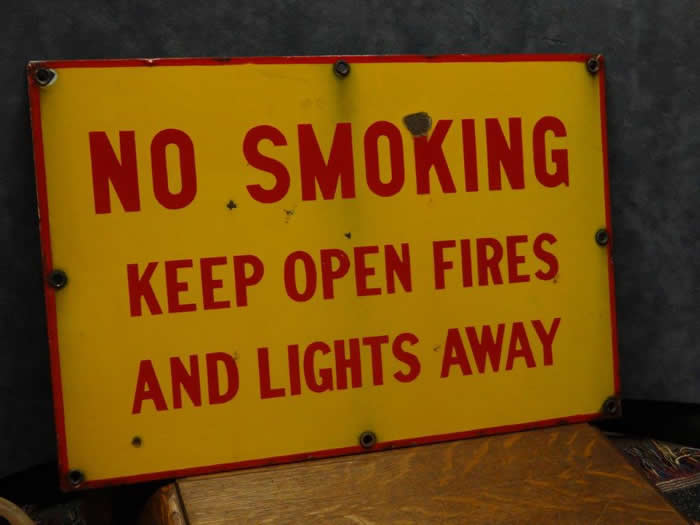 NO SMOKING
KEEP OPEN FIRES
AND LIGHTS AWAY